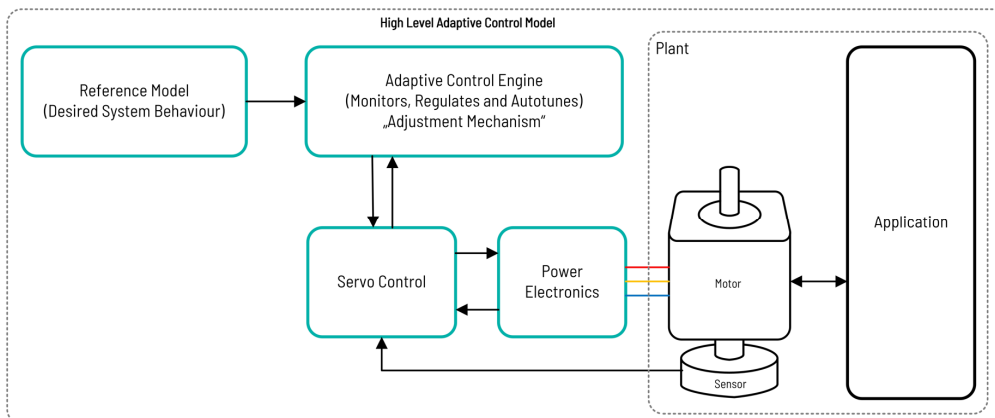 High Level Adaptive Control Model
Plant
Reference Model
(Desired System Behaviour)
Adaptive Control Engine
(Monitors, Regulates and Autotunes)
„Adjustment Mechanism“
Servo Control
Power
Electronics
Motor
Application
Sensor